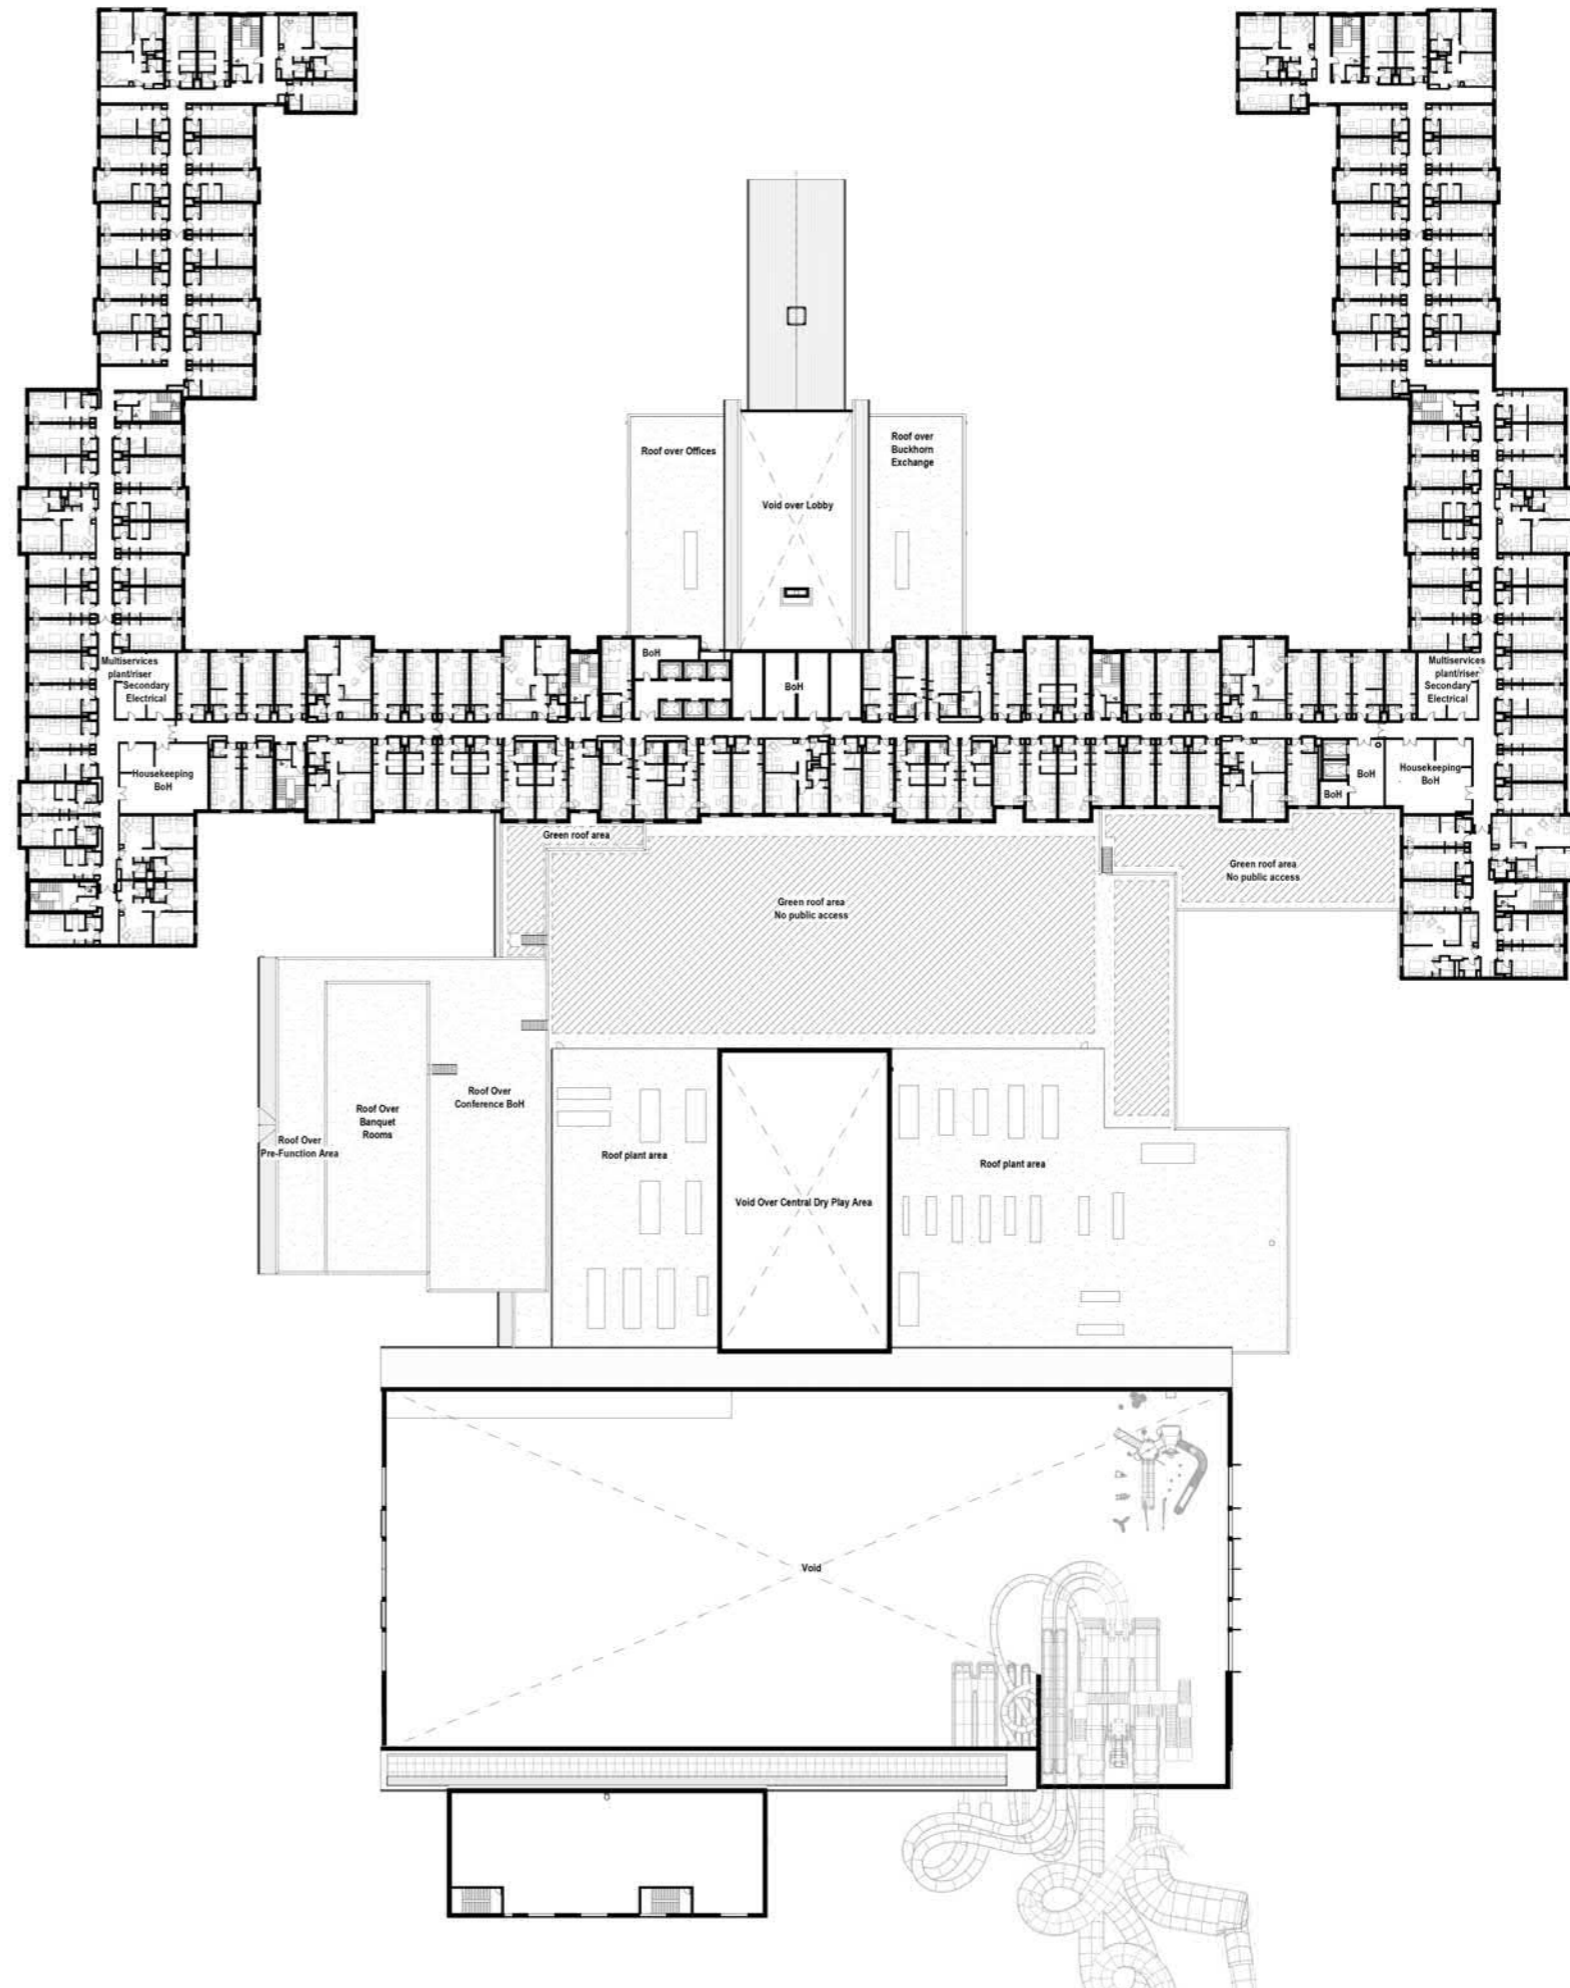 Roof over Offices
Roof over
Buckhorn
Exchange
Void over Lobby
BoH
Multiservices
plant/riser
Secondary
Electrical
BoH
Multiservices
plant/riser
Secondary
Electrical
Housekeeping
BoH
BoH
BoH
Housekeeping
BoH
Green roof area
Green roof area
No public access
Green roof area
No public access
Roof Over
Pre-Function Area
Roof Over
Banquet
Rooms
Roof Over
Conference BoH
Roof plant area
Void Over Central Dry Play Area
Roof plant area
Void